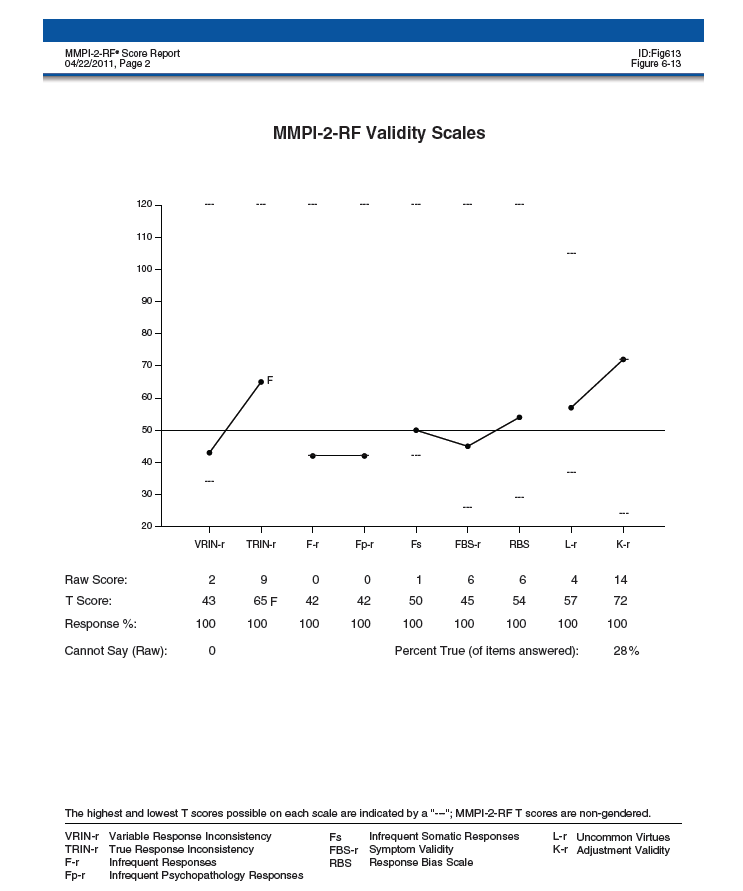 MMPI-2-RF® Score Report
ID:Fig613
04/22/2011, Page 2
Figure 6-13
MMPI-2-RF Validity Scales
120 --- --- --- --- --- --- ---
110
---
100
90
80
70
F
60
50
40
---
---
---
30
---
---
---
---
20
VRIN-r TRIN-r F-r Fp-r Fs FBS-r RBS L-r K-r
Raw Score: 2 9 0 0 1 6 6 4 14
T Score: 43 65 F 42 42 50 45 54 57 72
Response %: 100 100 100 100 100 100 100 100 100
Cannot Say (Raw): 0 Percent True (of items answered): 28%
The highest and lowest T scores possible on each scale are indicated by a "---"; MMPI-2-RF T scores are non-gendered.
VRIN-r Variable Response Inconsistency Fs Infrequent Somatic Responses L-r Uncommon Virtues
TRIN-r True Response Inconsistency FBS-r Symptom Validity K-r Adjustment Validity
F-r Infrequent Responses RBS Response Bias Scale
Fp-r Infrequent Psychopathology Responses